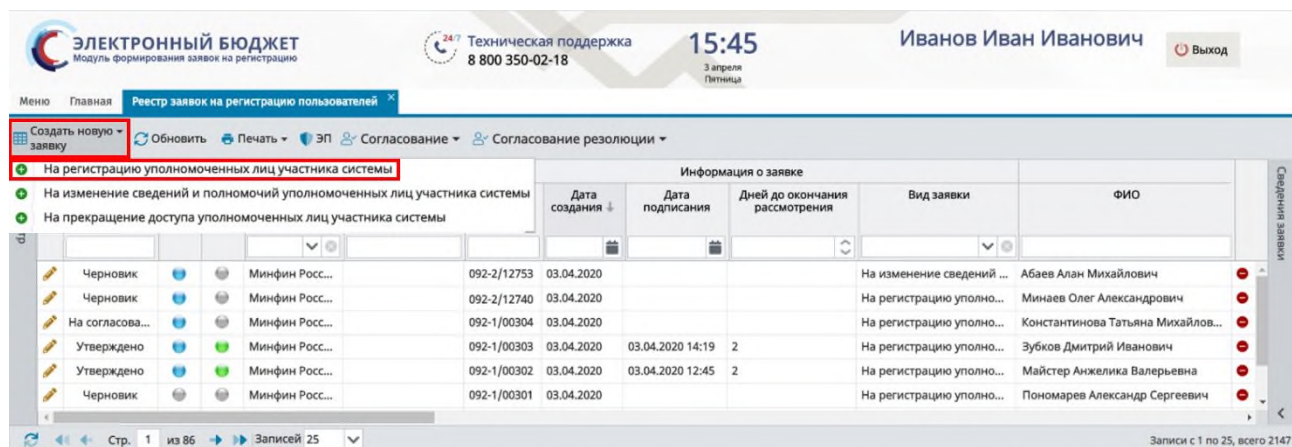 ЭЛЕКТРОННЫЙ БЮДЖЕТ
Модуль формирования заявок на регистрацию
24/7
Техническая поддержка
8 800 350-02-18
15:45
3 апреля
Пятница
Иванов Иван Иванович
Выход
Меню Главная Реестр заявок на регистрацию пользователей ×
Создать новую заявку Обновить Печать ЭП Согласование Согласование резолюции
На регистрацию уполномоченных лиц участника системы
На изменение сведений и полномочий уполномоченных лиц участника системы
На прекращение доступа уполномоченных лиц участника системы
Информация о заявке
Дата создания Дата подписания Дней до окончания рассмотрения Вид заявки ФИО
Сведения заявки
тр
Черновик Минфин Росс... 092-2/12753 03.04.2020 На изменение сведений ... Абаев Алан Михайлович
Черновик Минфин Росс... 092-2/12740 03.04.2020 На регистрацию уполно... Минаев Олег Александрович
На согласова... Минфин Росс... 092-1/00304 03.04.2020 На регистрацию уполно... Константинова Татьяна Михайлов...
Утверждено Минфин Росс... 092-1/00303 03.04.2020 03.04.2020 14:19 2 На регистрацию уполно... Зубков Дмитрий Иванович
Утверждено Минфин Росс... 092-1/00302 03.04.2020 03.04.2020 12:45 2 На регистрацию уполно... Майстер Анжелика Валерьевна
Черновик Минфин Росс... 092-1/00301 03.04.2020 На регистрацию уполно... Пономарев Александр Сергеевич
Стр. 1 из 86 Записей 25 Записи с 1 по 25, всего 2147